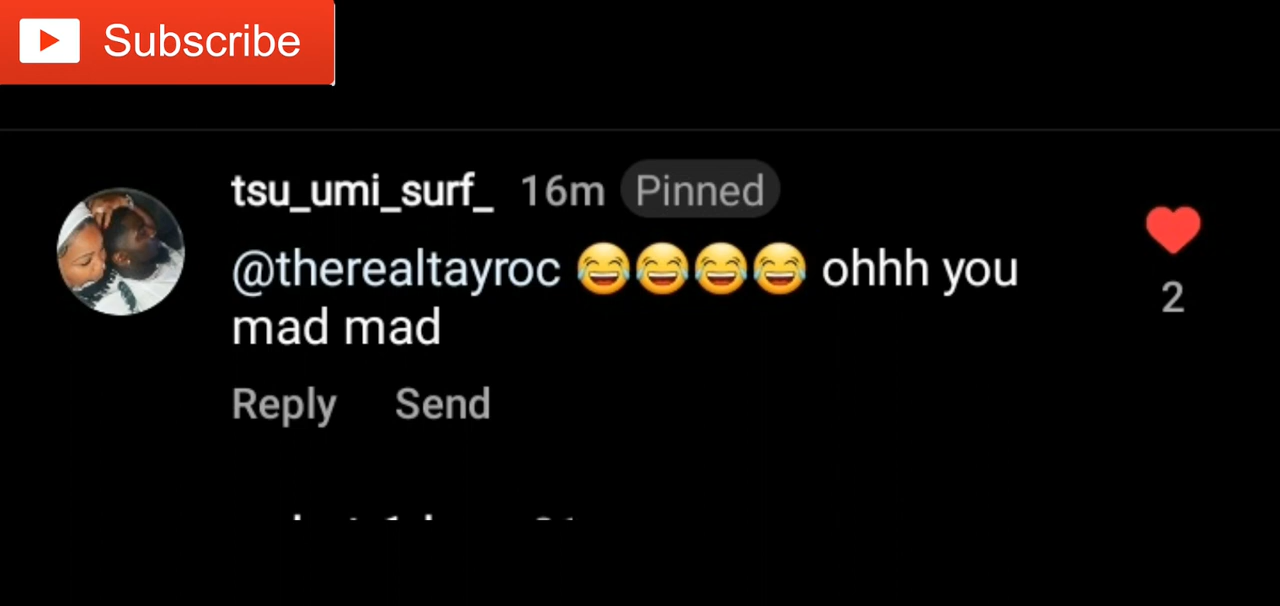 Subscribe
tsu_umi_surf_ 16m Pinned
@therealtayroc 😂😂😂😂 ohhh you
mad mad
2
Reply Send